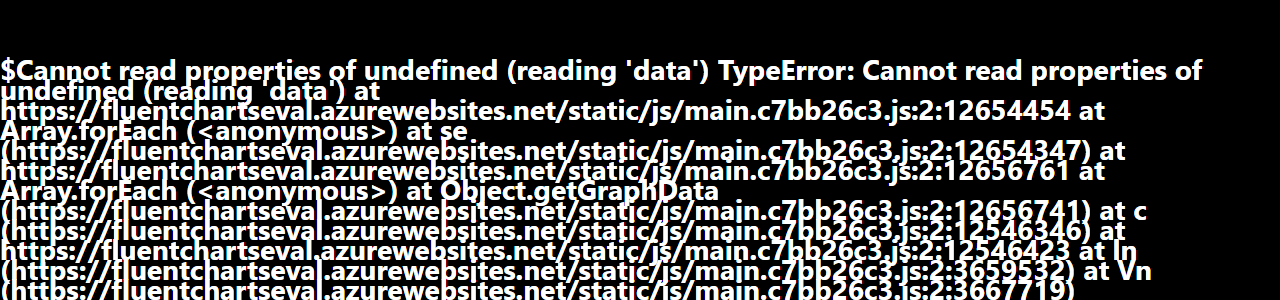 $Cannot read properties of undefined (reading 'data') TypeError: Cannot read properties of
undefined (reading 'data') at
https://fluentchartseval.azurewebsites.net/static/js/main.c7bb26c3.js:2:12654454 at
Array.forEach (<anonymous>) at se
(https://fluentchartseval.azurewebsites.net/static/js/main.c7bb26c3.js:2:12654347) at
https://fluentchartseval.azurewebsites.net/static/js/main.c7bb26c3.js:2:12656761 at
Array.forEach (<anonymous>) at Object.getGraphData
(https://fluentchartseval.azurewebsites.net/static/js/main.c7bb26c3.js:2:12656741) at c
(https://fluentchartseval.azurewebsites.net/static/js/main.c7bb26c3.js:2:12546346) at
https://fluentchartseval.azurewebsites.net/static/js/main.c7bb26c3.js:2:12546423 at ln
(https://fluentchartseval.azurewebsites.net/static/js/main.c7bb26c3.js:2:3659532) at Vn
(https://fluentchartseval.azurewebsites.net/static/js/main.c7bb26c3.js:2:3667719)